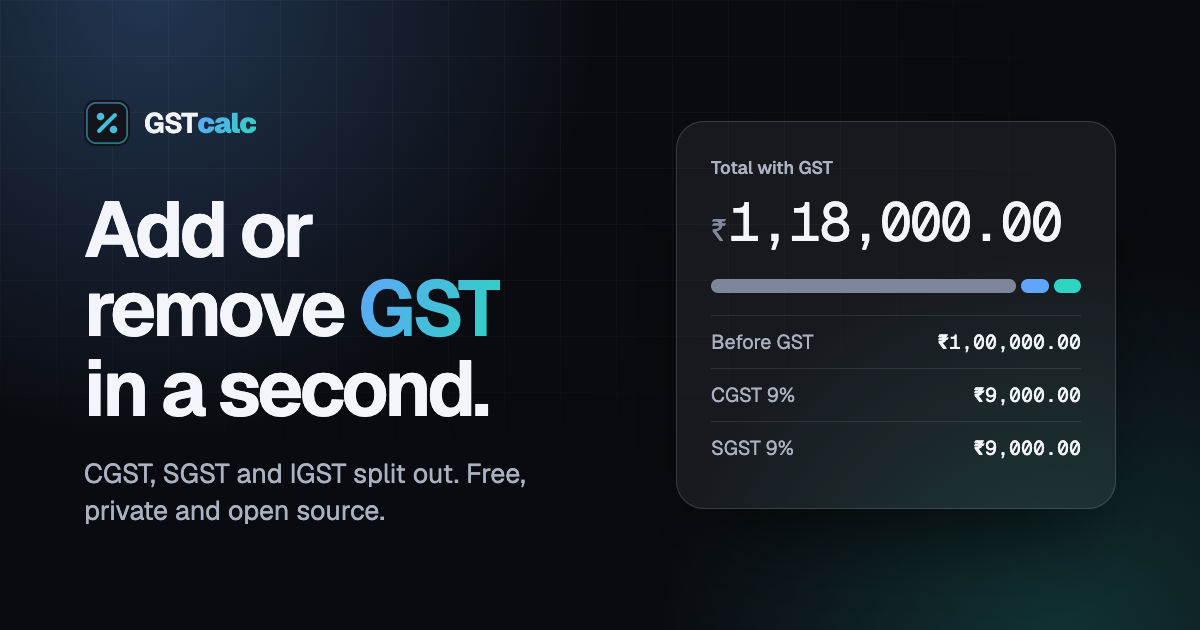 GSTcalc
Add or
remove GST
in a second.
CGST, SGST and IGST split out. Free,
private and open source.
Total with GST
₹1,18,000.00
Before GST ₹1,00,000.00
CGST 9% ₹9,000.00
SGST 9% ₹9,000.00